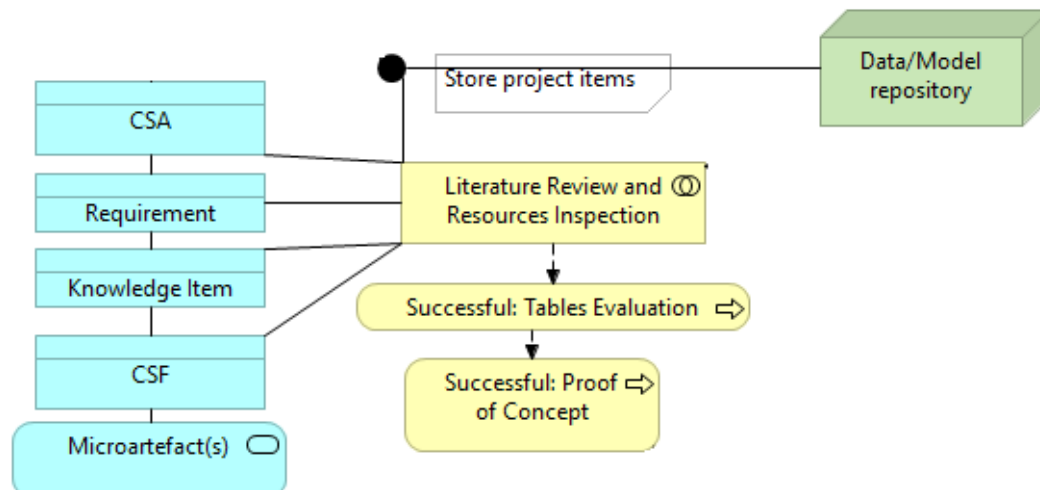 Data/Model
repository
Store project items
CSA
Literature Review and
Resources Inspection
Requirement
Knowledge Item
Successful: Tables Evaluation
CSF
Successful: Proof
of Concept
Microartefact(s)